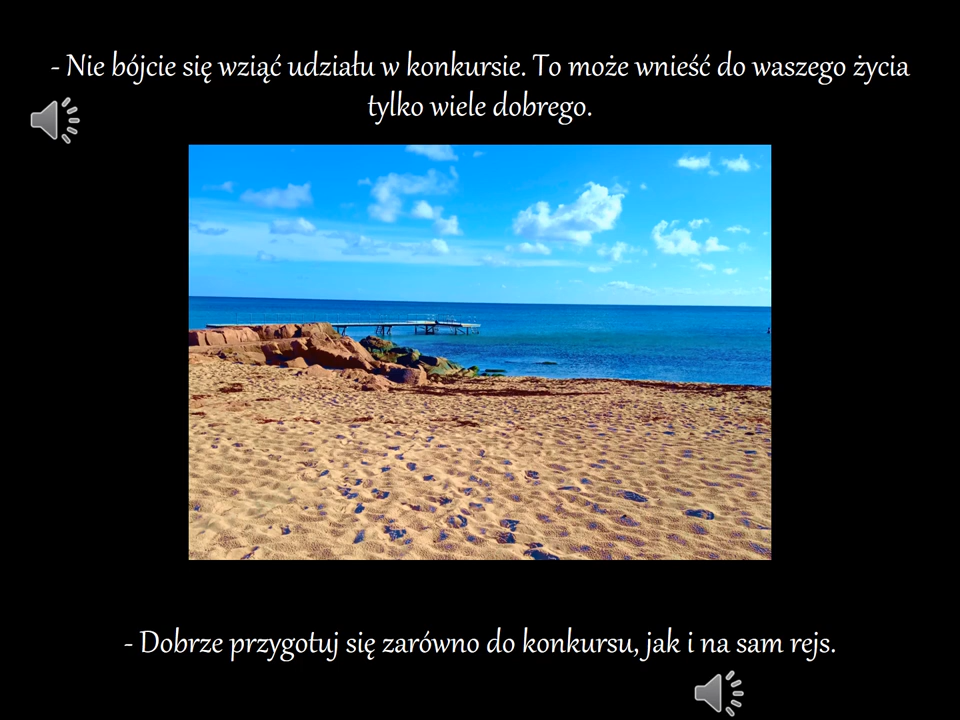 - Nie bójcie się wziąć udziału w konkursie. To może wnieść do waszego życia
tylko wiele dobrego.
- Dobrze przygotuj się zarówno do konkursu, jak i na sam rejs.